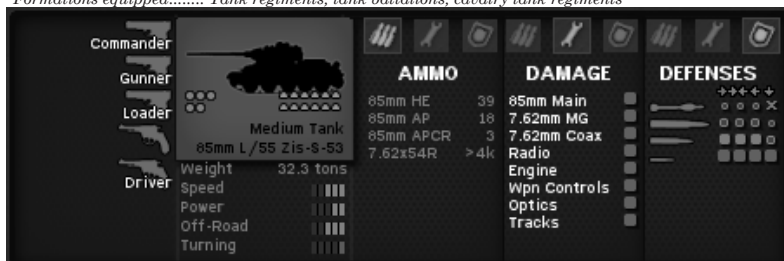 Formations equipped........ Tank regiments, tank battalions, cavalry tank regiments
Commander
Gunner
Loader
Driver
Medium Tank
85mm L/55 Zis-S-53
Weight 32.3 tons
Speed
Power
Off-Road
Turning
AMMO
85mm HE 39
85mm AP 18
85mm APCR 3
7.62x54R >4k
DAMAGE
85mm Main
7.62mm MG
7.62mm Coax
Radio
Engine
Wpn Controls
Optics
Tracks
DEFENSES